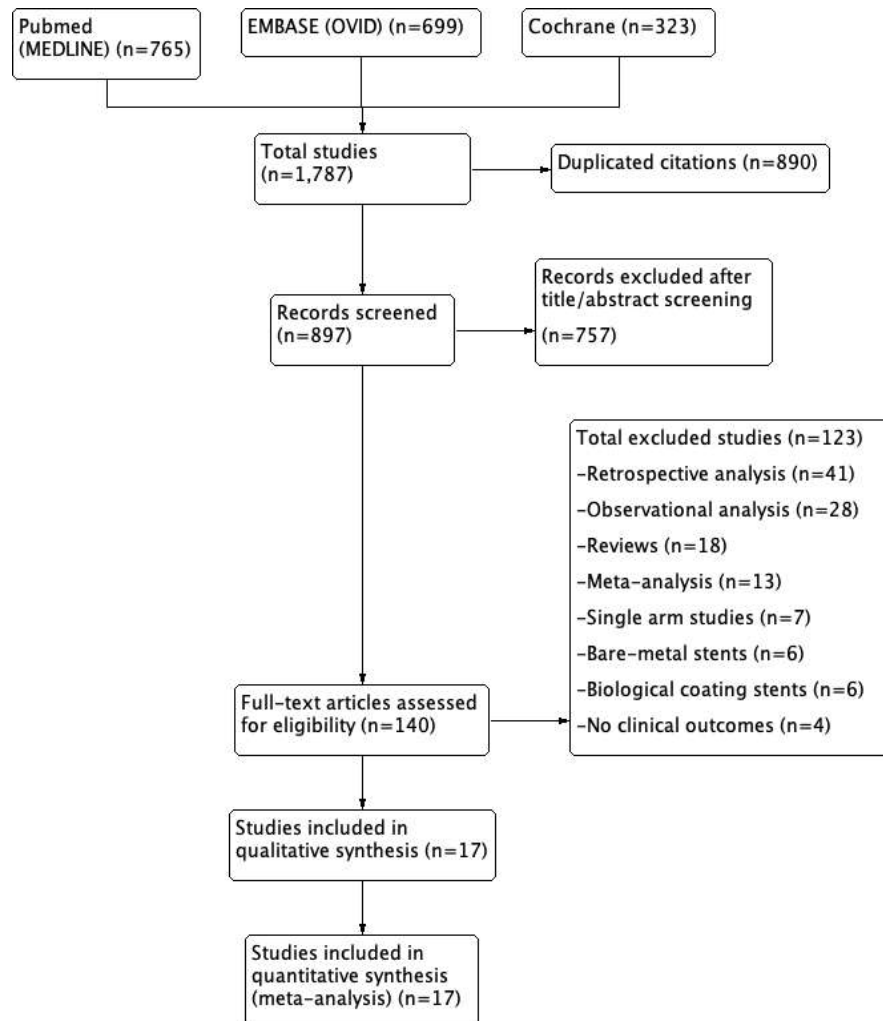 Pubmed
(MEDLINE) (n=765)
EMBASE (OVID) (n=699)
Cochrane (n=323)
Total studies
(n=1,787)
Duplicated citations (n=890)
Records excluded after
title/abstract screening
(n=757)
Records screened
(n=897)
Total excluded studies (n=123)
–Retrospective analysis (n=41)
–Observational analysis (n=28)
–Reviews (n=18)
–Meta-analysis (n=13)
–Single arm studies (n=7)
–Bare-metal stents (n=6)
–Biological coating stents (n=6)
–No clinical outcomes (n=4)
Full-text articles assessed
for eligibility (n=140)
Studies included in
qualitative synthesis (n=17)
Studies included in
quantitative synthesis
(meta-analysis) (n=17)